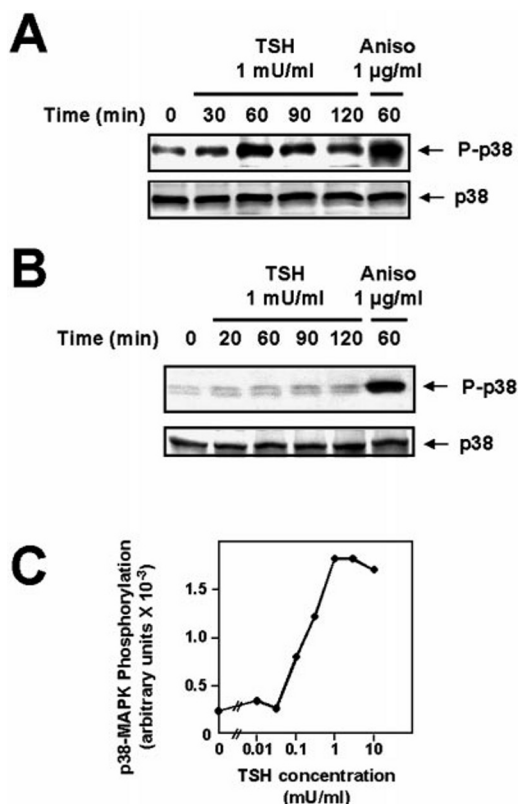 A
TSH Aniso
1 mU/ml 1 µg/ml
Time (min) 0 30 60 90 120 60
P-p38
p38
B
TSH Aniso
1 mU/ml 1 µg/ml
Time (min) 0 20 60 90 120 60
P-p38
p38
C
p38-MAPK Phosphorylation
(arbitrary units X 10⁻³)
1.5
1.0
0.5
0
0 0.01 0.1 1 10
TSH concentration
(mU/ml)